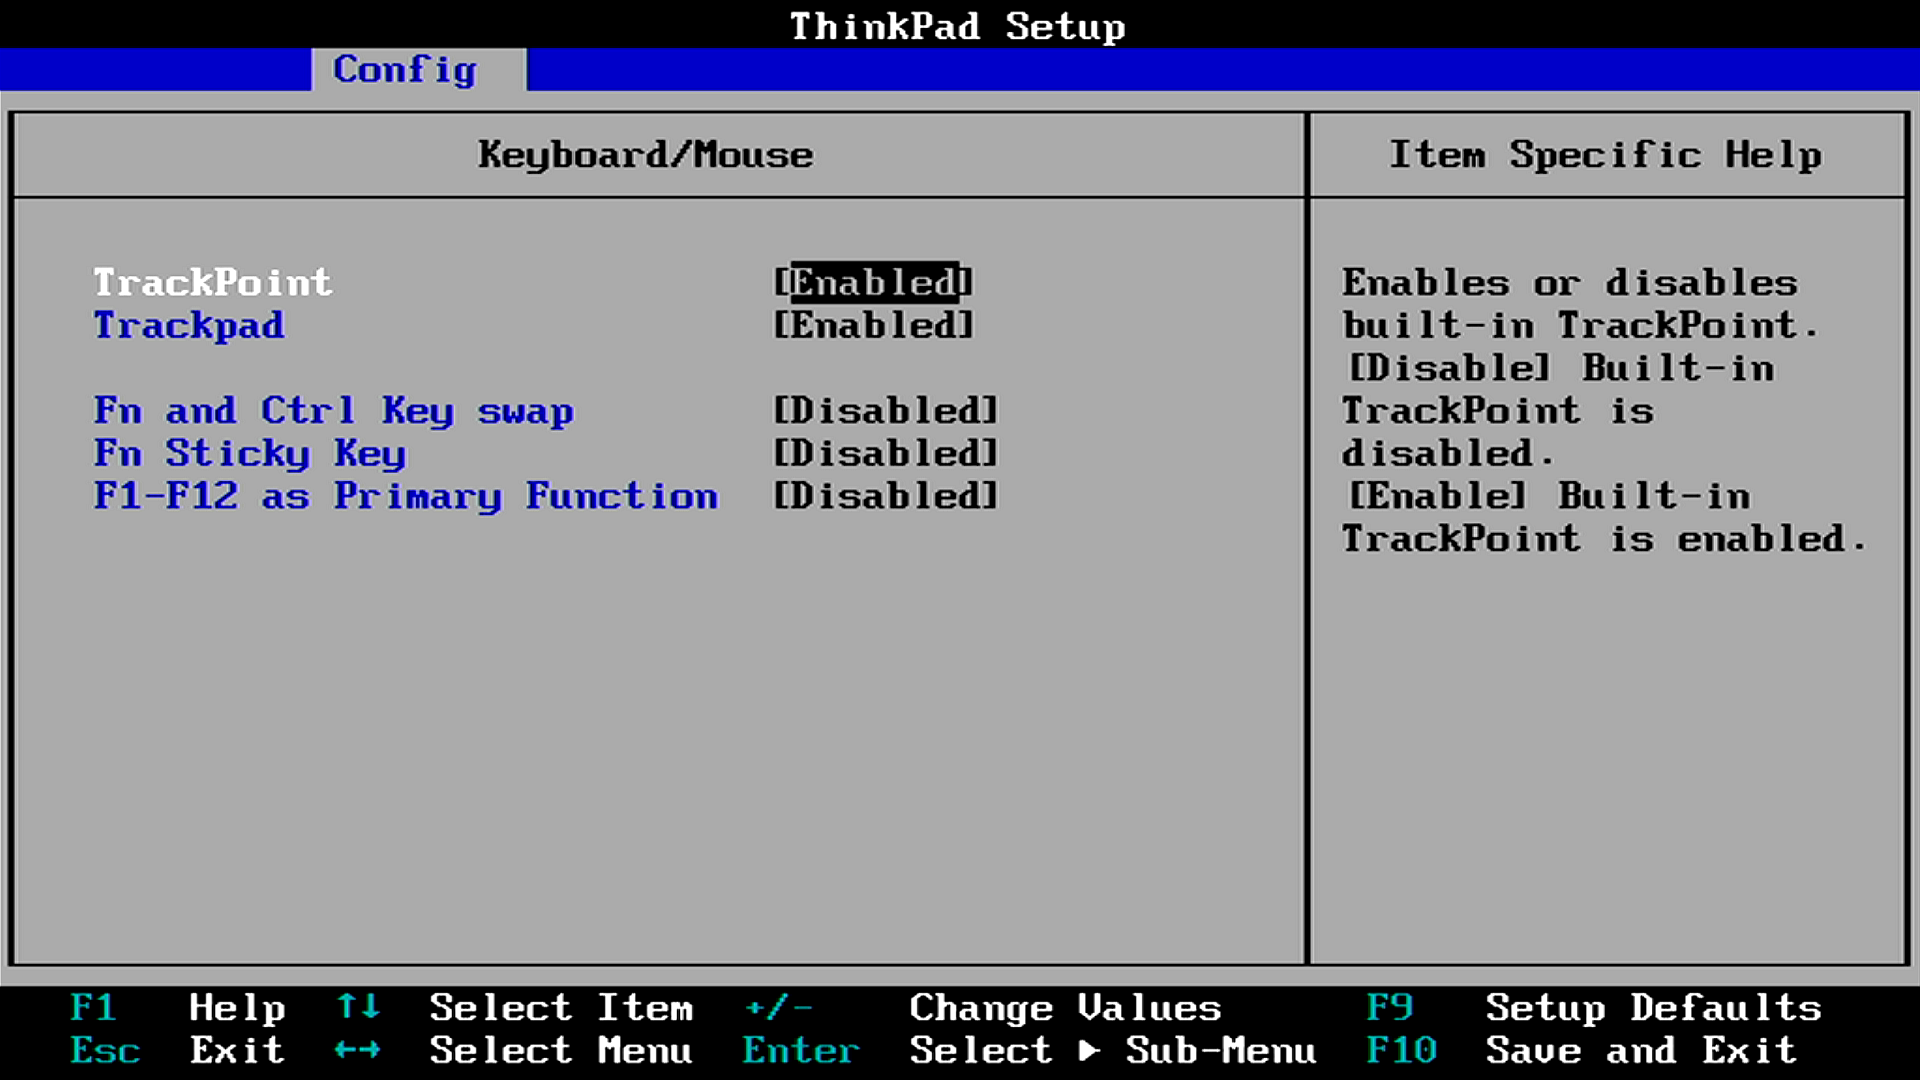 ThinkPad Setup
Config
Keyboard/Mouse
Item Specific Help
TrackPoint [Enabled]
Trackpad [Enabled]
Fn and Ctrl Key swap [Disabled]
Fn Sticky Key [Disabled]
F1-F12 as Primary Function [Disabled]
Enables or disables
built-in TrackPoint.
[Disable] Built-in
TrackPoint is
disabled.
[Enable] Built-in
TrackPoint is enabled.
F1 Help ↑↓ Select Item +/- Change Values F9 Setup Defaults
Esc Exit ←→ Select Menu Enter Select ▶ Sub-Menu F10 Save and Exit